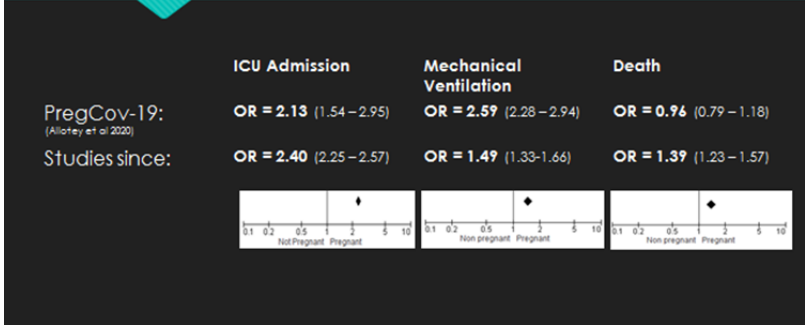 ICU Admission Mechanical Ventilation Death
PregCov-19: OR = 2.13 (1.54 – 2.95) OR = 2.59 (2.28 – 2.94) OR = 0.96 (0.79 – 1.18)
(Allotey et al 2020)
Studies since: OR = 2.40 (2.25 – 2.57) OR = 1.49 (1.33-1.66) OR = 1.39 (1.23 – 1.57)
0.1 0.2 0.5 1 2 5 10
Not Pregnant Pregnant
0.1 0.2 0.5 1 2 5 10
Non pregnant Pregnant
0.1 0.2 0.5 1 2 5 10
Non pregnant Pregnant